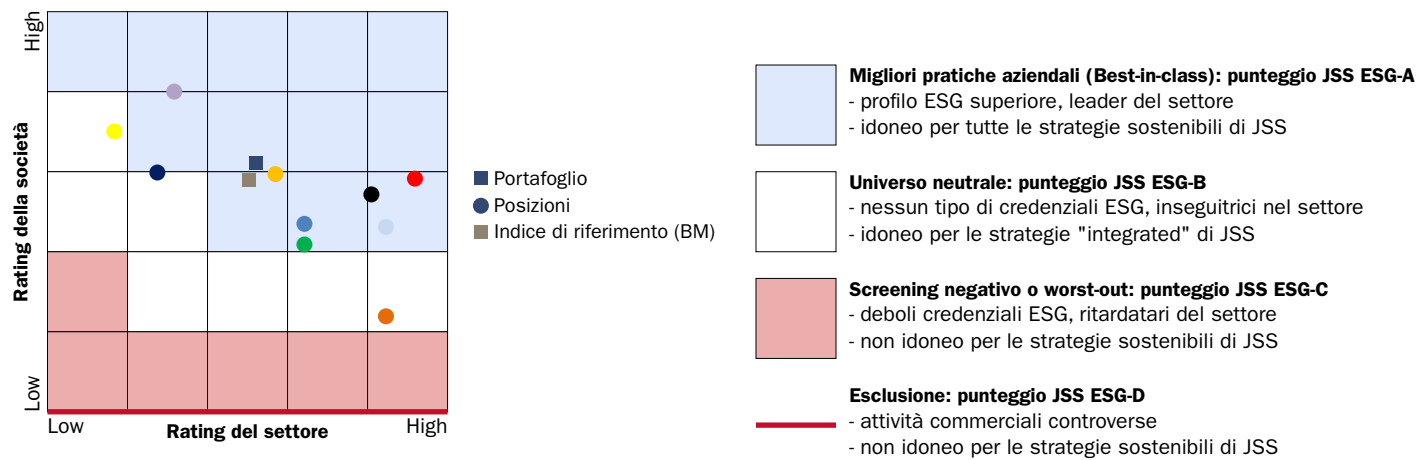 High
Rating della società
Low
Low
Rating del settore
High
Portafoglio
Posizioni
Indice di riferimento (BM)
Migliori pratiche aziendali (Best-in-class): punteggio JSS ESG-A
- profilo ESG superiore, leader del settore
- idoneo per tutte le strategie sostenibili di JSS
Universo neutrale: punteggio JSS ESG-B
- nessun tipo di credenziali ESG, inseguitrici nel settore
- idoneo per le strategie "integrated" di JSS
Screening negativo o worst-out: punteggio JSS ESG-C
- deboli credenziali ESG, ritardatari del settore
- non idoneo per le strategie sostenibili di JSS
Esclusione: punteggio JSS ESG-D
- attività commerciali controverse
- non idoneo per le strategie sostenibili di JSS